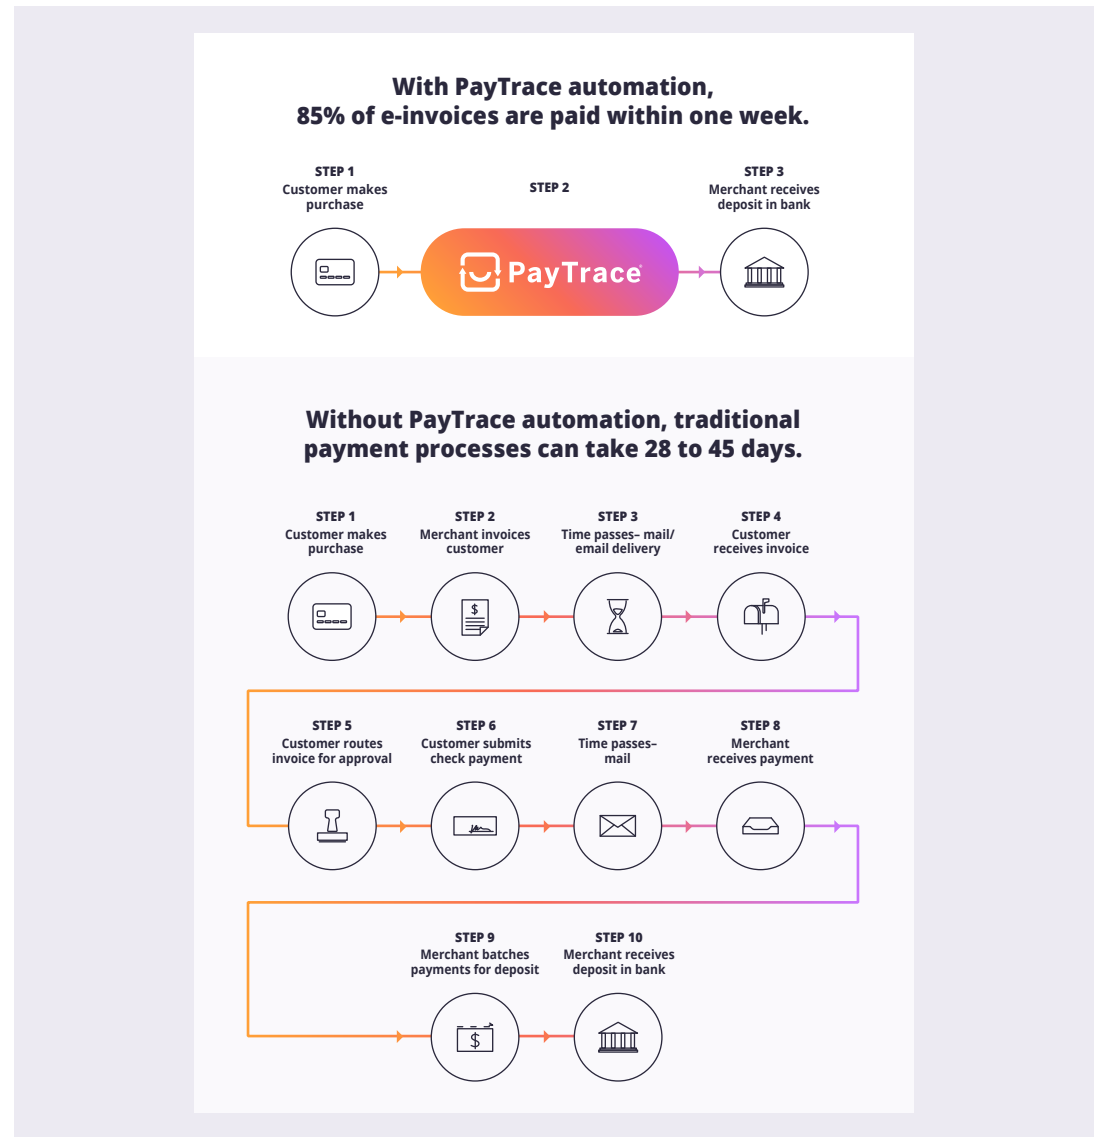 With PayTrace automation,
85% of e-invoices are paid within one week.
STEP 1
Customer makes
purchase
STEP 2
PayTrace
STEP 3
Merchant receives
deposit in bank
Without PayTrace automation, traditional
payment processes can take 28 to 45 days.
STEP 1
Customer makes
purchase
STEP 2
Merchant invoices
customer
$
STEP 3
Time passes– mail/
email delivery
STEP 4
Customer
receives invoice
STEP 5
Customer routes
invoice for approval
STEP 6
Customer submits
check payment
STEP 7
Time passes–
mail
STEP 8
Merchant
receives payment
STEP 9
Merchant batches
payments for deposit
$
STEP 10
Merchant receives
deposit in bank